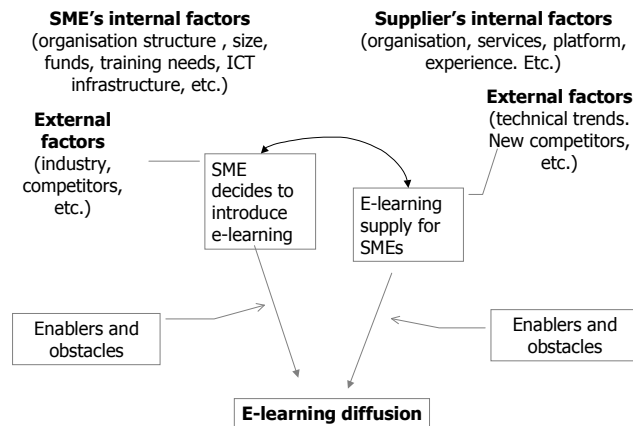 SME's internal factors
(organisation structure , size,
funds, training needs, ICT
infrastructure, etc.)
Supplier's internal factors
(organisation, services, platform,
experience. Etc.)
External
factors
(industry,
competitors,
etc.)
External factors
(technical trends.
New competitors,
etc.)
SME
decides to
introduce
e-learning
E-learning
supply for
SMEs
Enablers and
obstacles
Enablers and
obstacles
E-learning diffusion